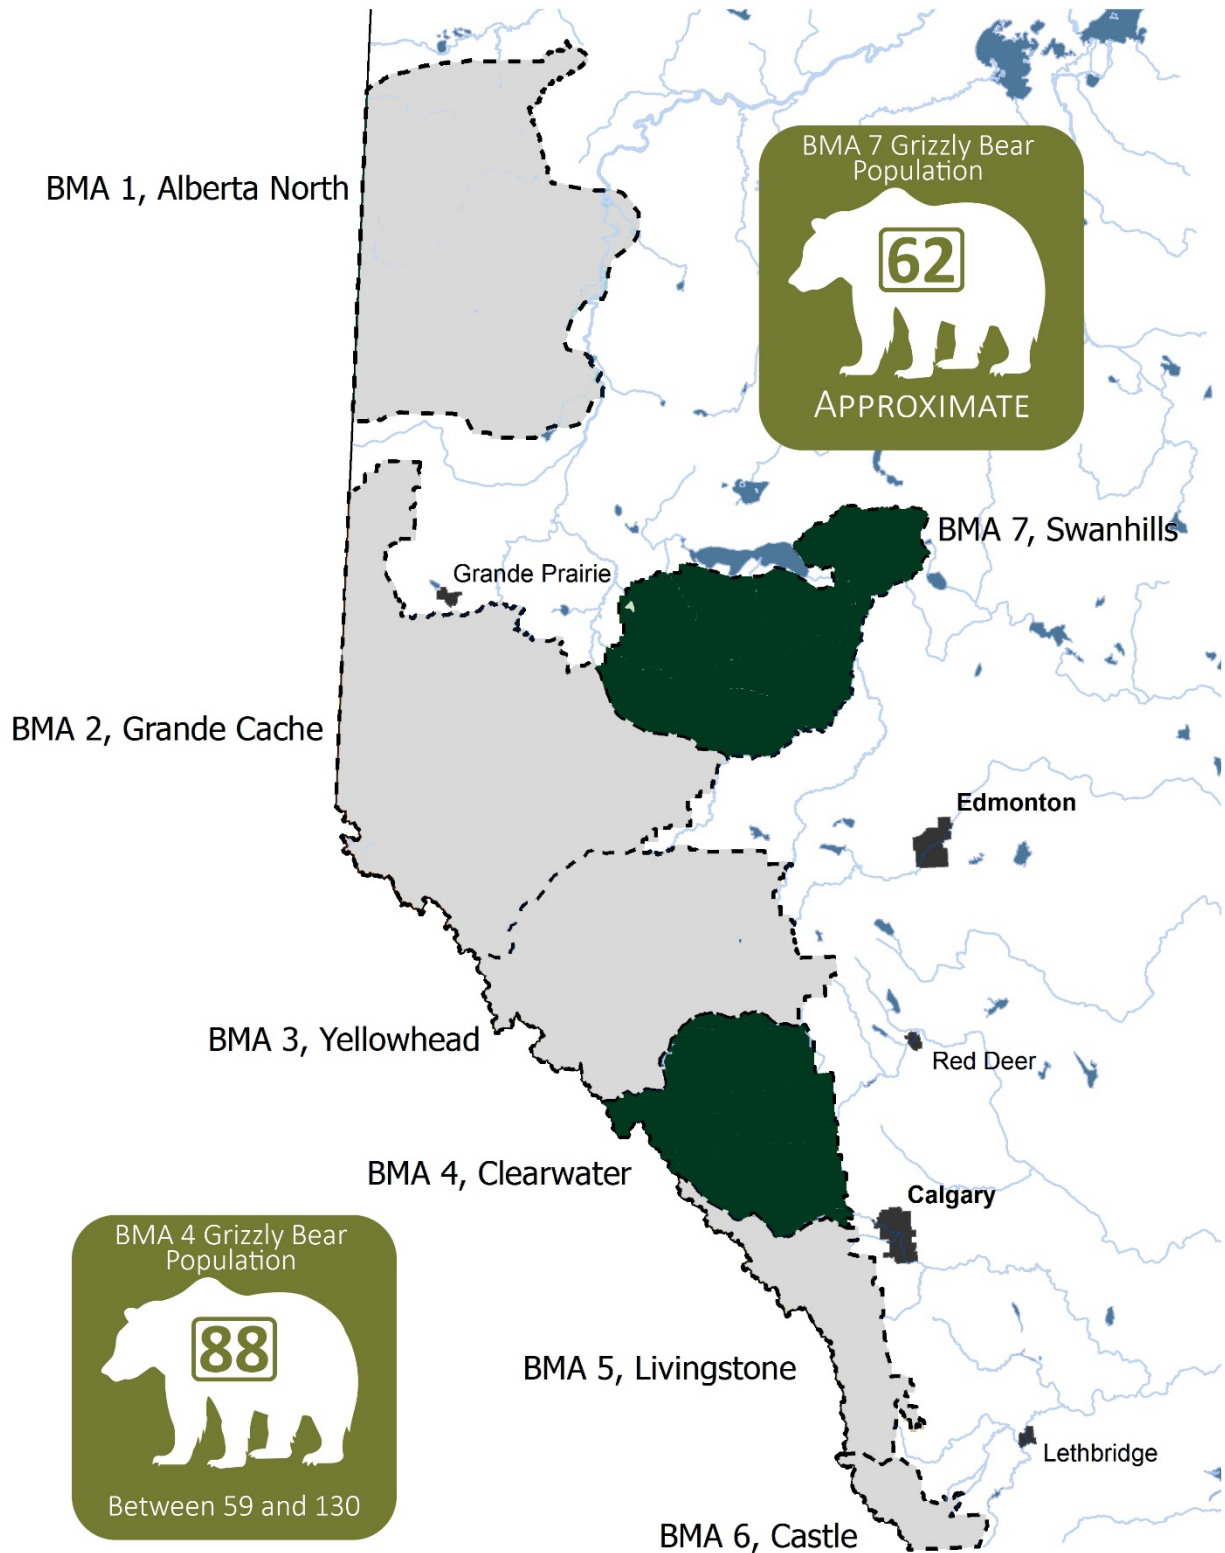 BMA 7 Grizzly Bear
Population
62
APPROXIMATE
BMA 1, Alberta North
BMA 7, Swanhills
Grande Prairie
BMA 2, Grande Cache
Edmonton
BMA 3, Yellowhead
Red Deer
BMA 4, Clearwater
Calgary
BMA 4 Grizzly Bear
Population
88
Between 59 and 130
BMA 5, Livingstone
Lethbridge
BMA 6, Castle